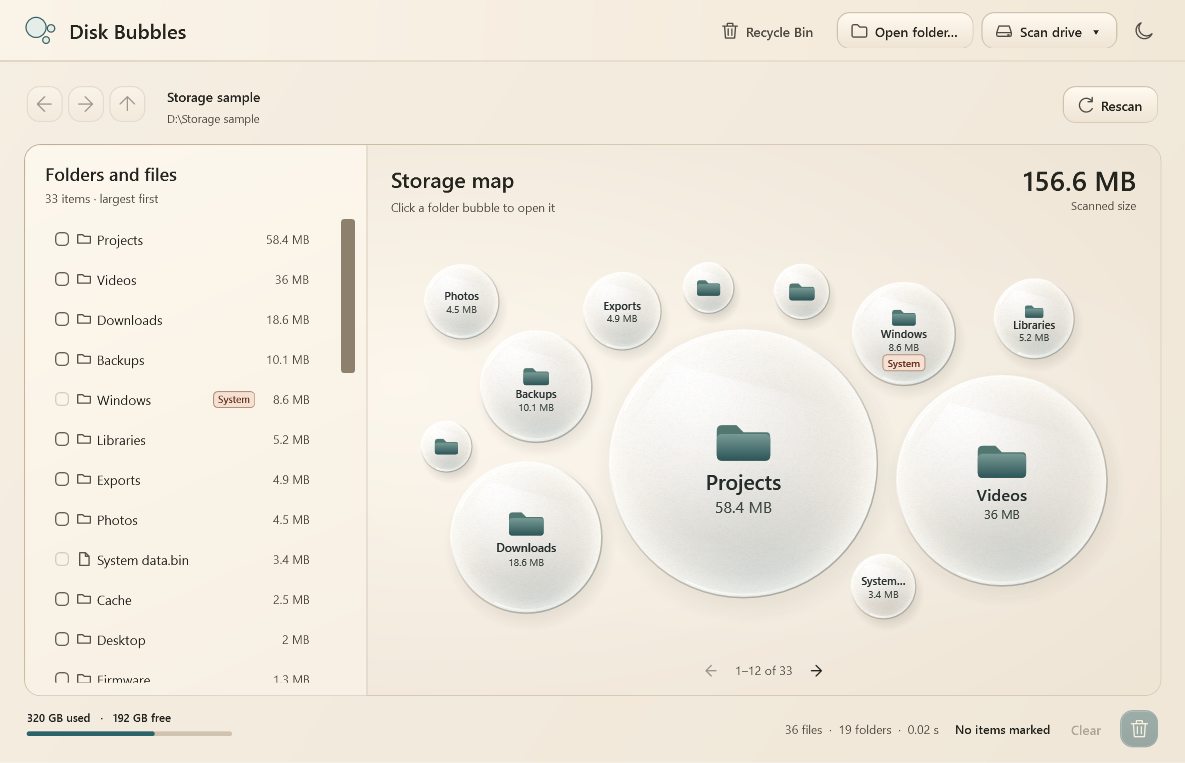 Disk Bubbles
Recycle Bin
Open folder...
Scan drive
Storage sample
D:\Storage sample
Rescan
Folders and files
33 items · largest first
Projects 58.4 MB
Videos 36 MB
Downloads 18.6 MB
Backups 10.1 MB
Windows System 8.6 MB
Libraries 5.2 MB
Exports 4.9 MB
Photos 4.5 MB
System data.bin 3.4 MB
Cache 2.5 MB
Desktop 2 MB
Firmware 1.3 MB
Storage map
Click a folder bubble to open it
156.6 MB
Scanned size
Photos
4.5 MB
Exports
4.9 MB
Windows
8.6 MB
System
Libraries
5.2 MB
Backups
10.1 MB
Projects
58.4 MB
Videos
36 MB
Downloads
18.6 MB
System...
3.4 MB
1–12 of 33
320 GB used · 192 GB free
36 files · 19 folders · 0.02 s
No items marked
Clear